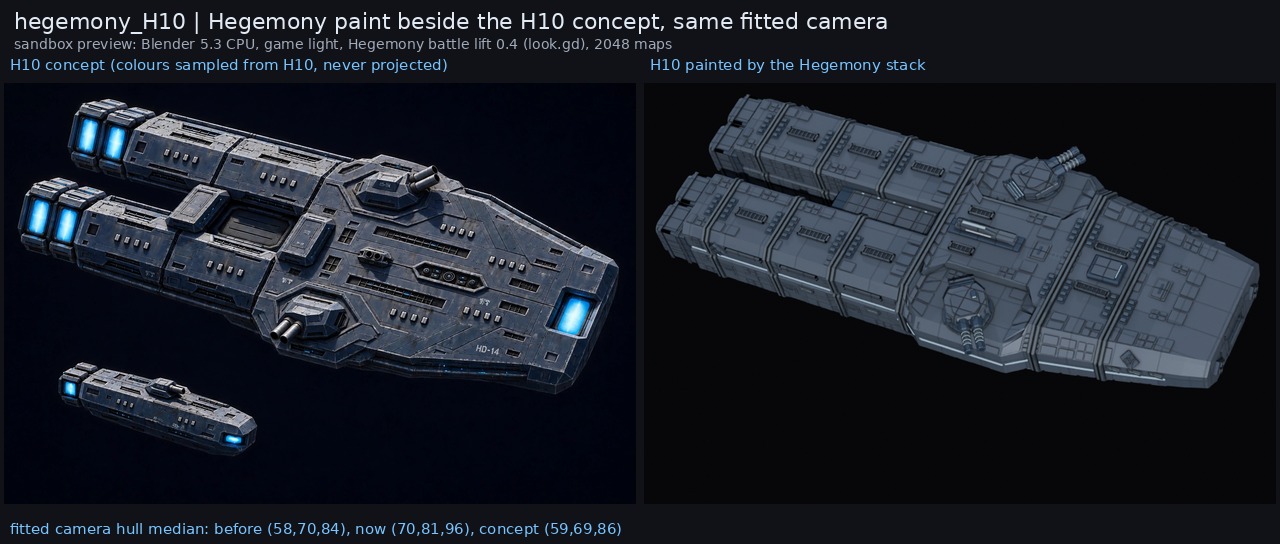 hegemony_H10 | Hegemony paint beside the H10 concept, same fitted camera
sandbox preview: Blender 5.3 CPU, game light, Hegemony battle lift 0.4 (look.gd), 2048 maps
H10 concept (colours sampled from H10, never projected)
H10 painted by the Hegemony stack
HD-14
fitted camera hull median: before (58,70,84), now (70,81,96), concept (59,69,86)